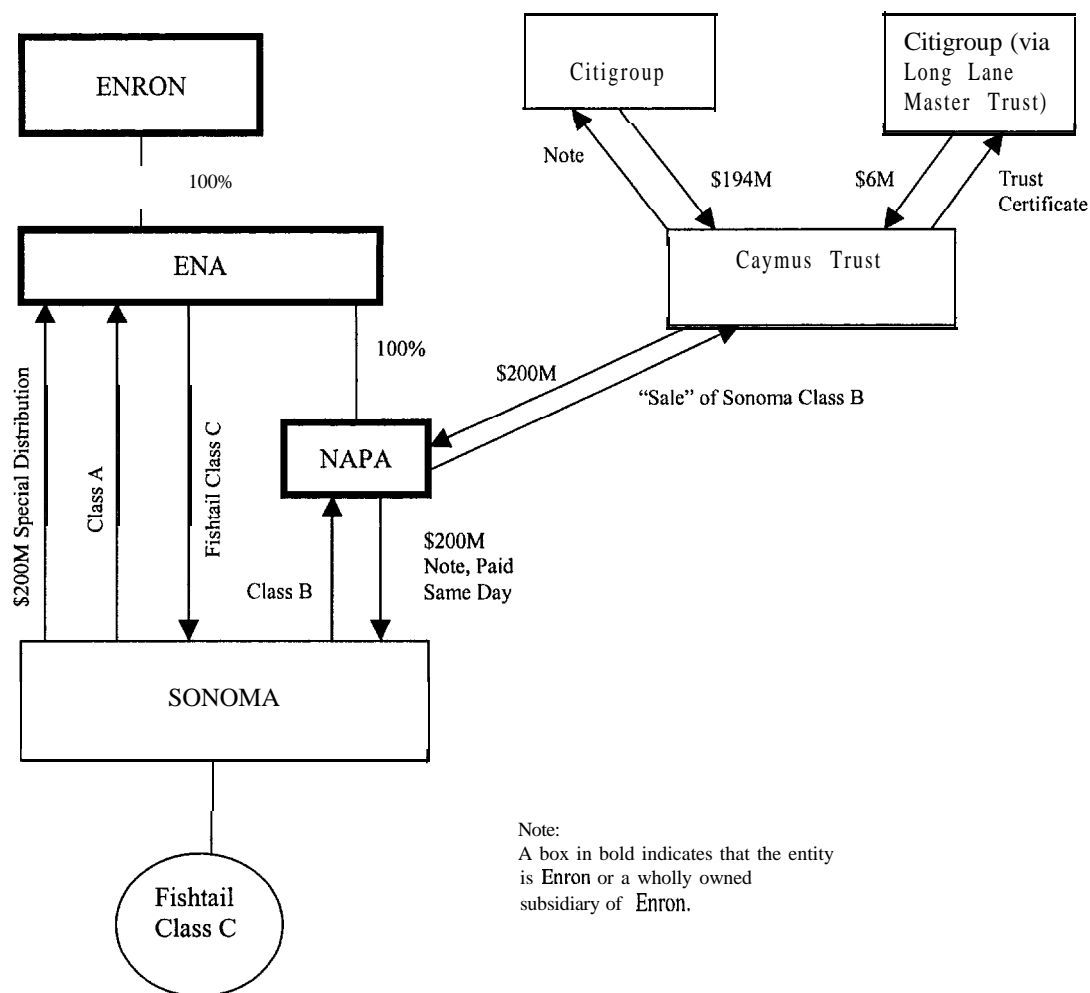 ENRON
Citigroup
Citigroup (via
Long Lane
Master Trust)
100%
Note
$194M
$6M
Trust
Certificate
ENA
Caymus Trust
100%
$200M
"Sale" of Sonoma Class B
NAPA
$200M Special Distribution
Class A
Fishtail Class C
Class B
$200M
Note, Paid
Same Day
SONOMA
Fishtail
Class C
Note:
A box in bold indicates that the entity
is Enron or a wholly owned
subsidiary of Enron.